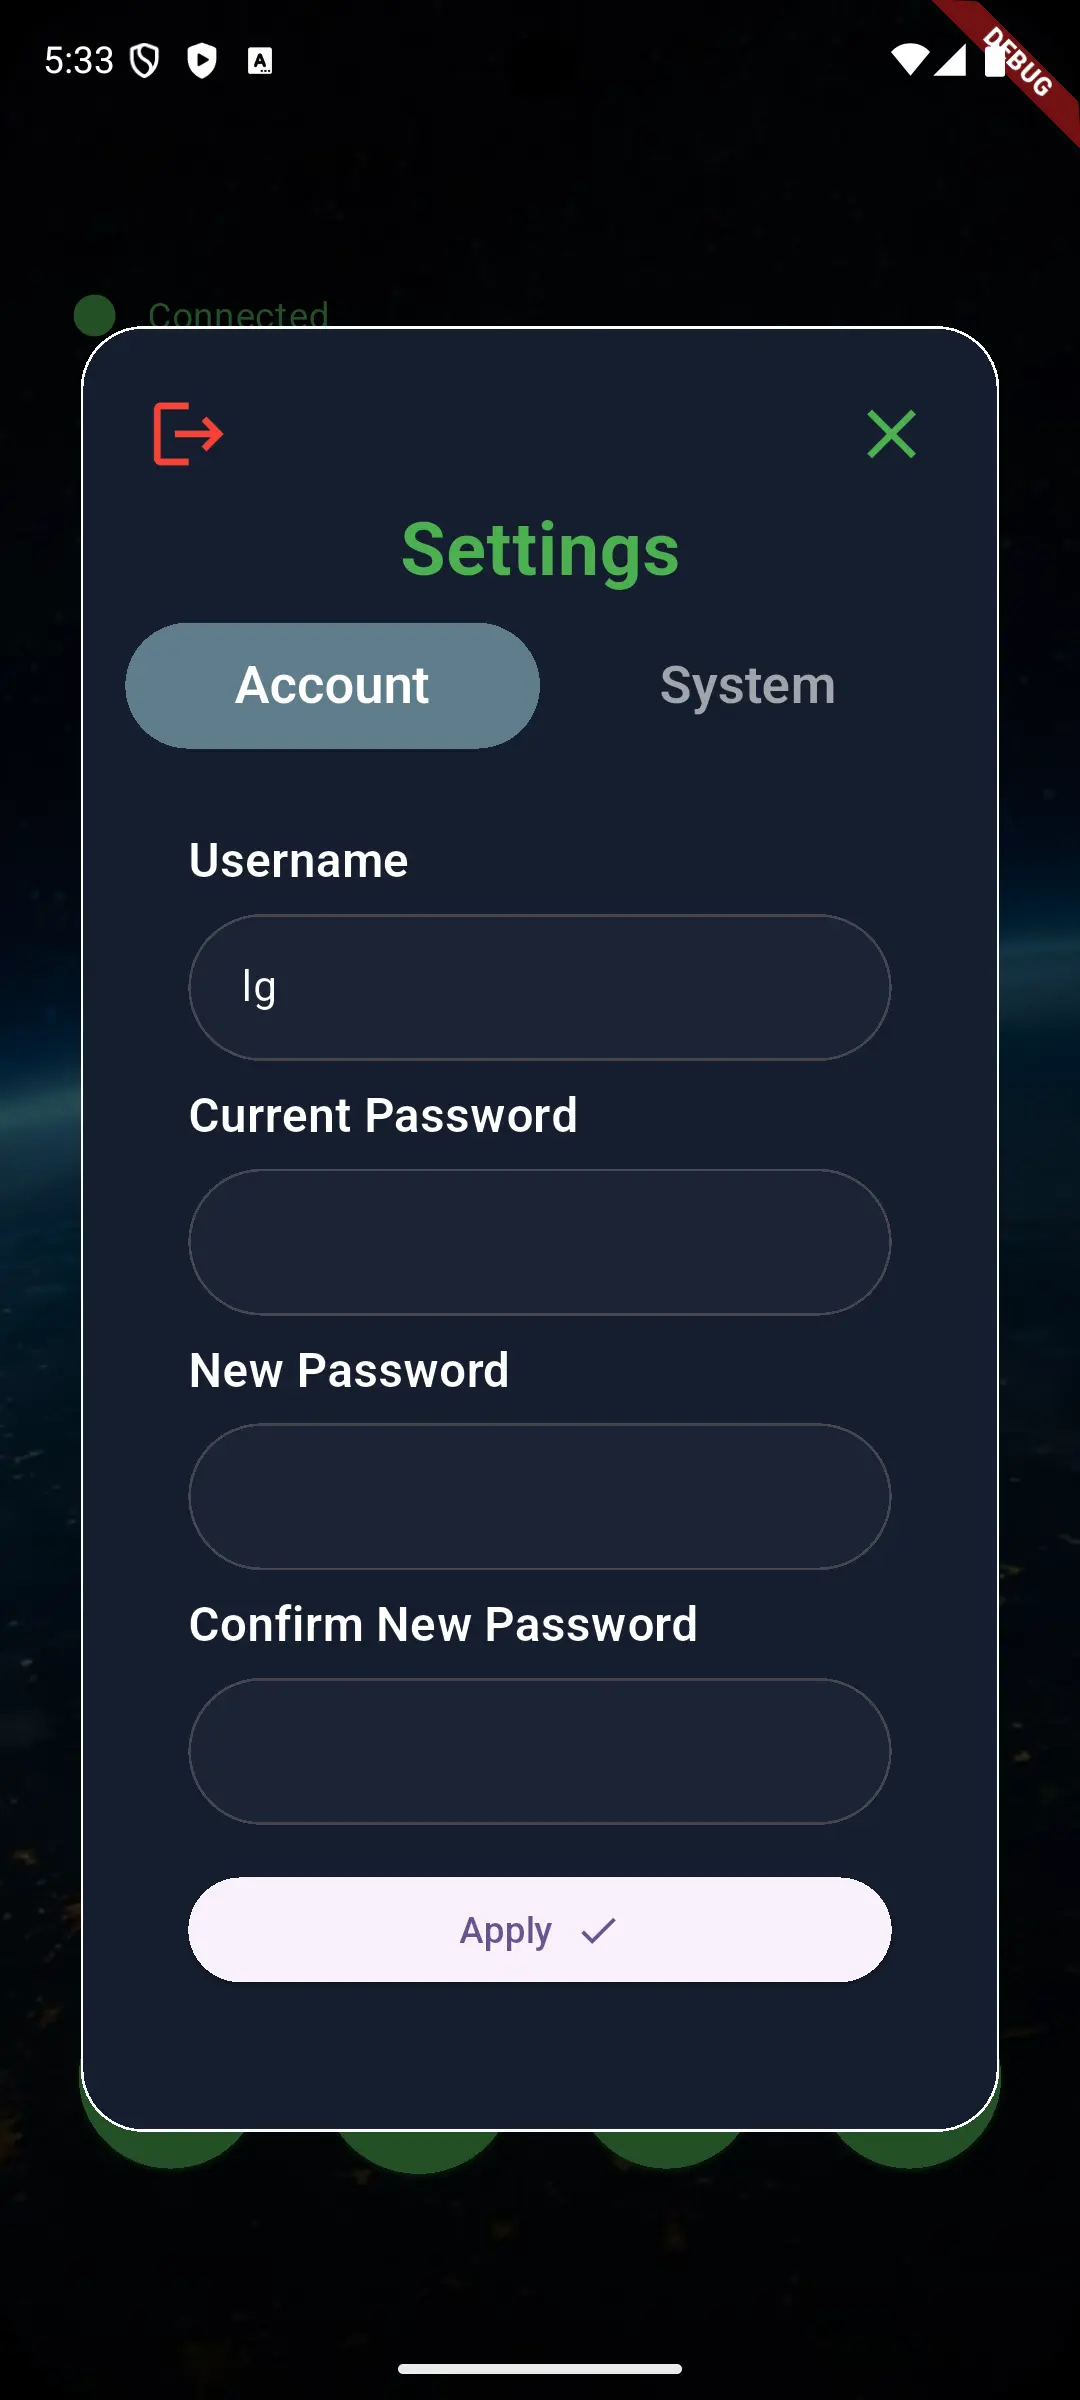 5:33
DEBUG
Connected
Settings
Account
System
Username
lg
Current Password
New Password
Confirm New Password
Apply